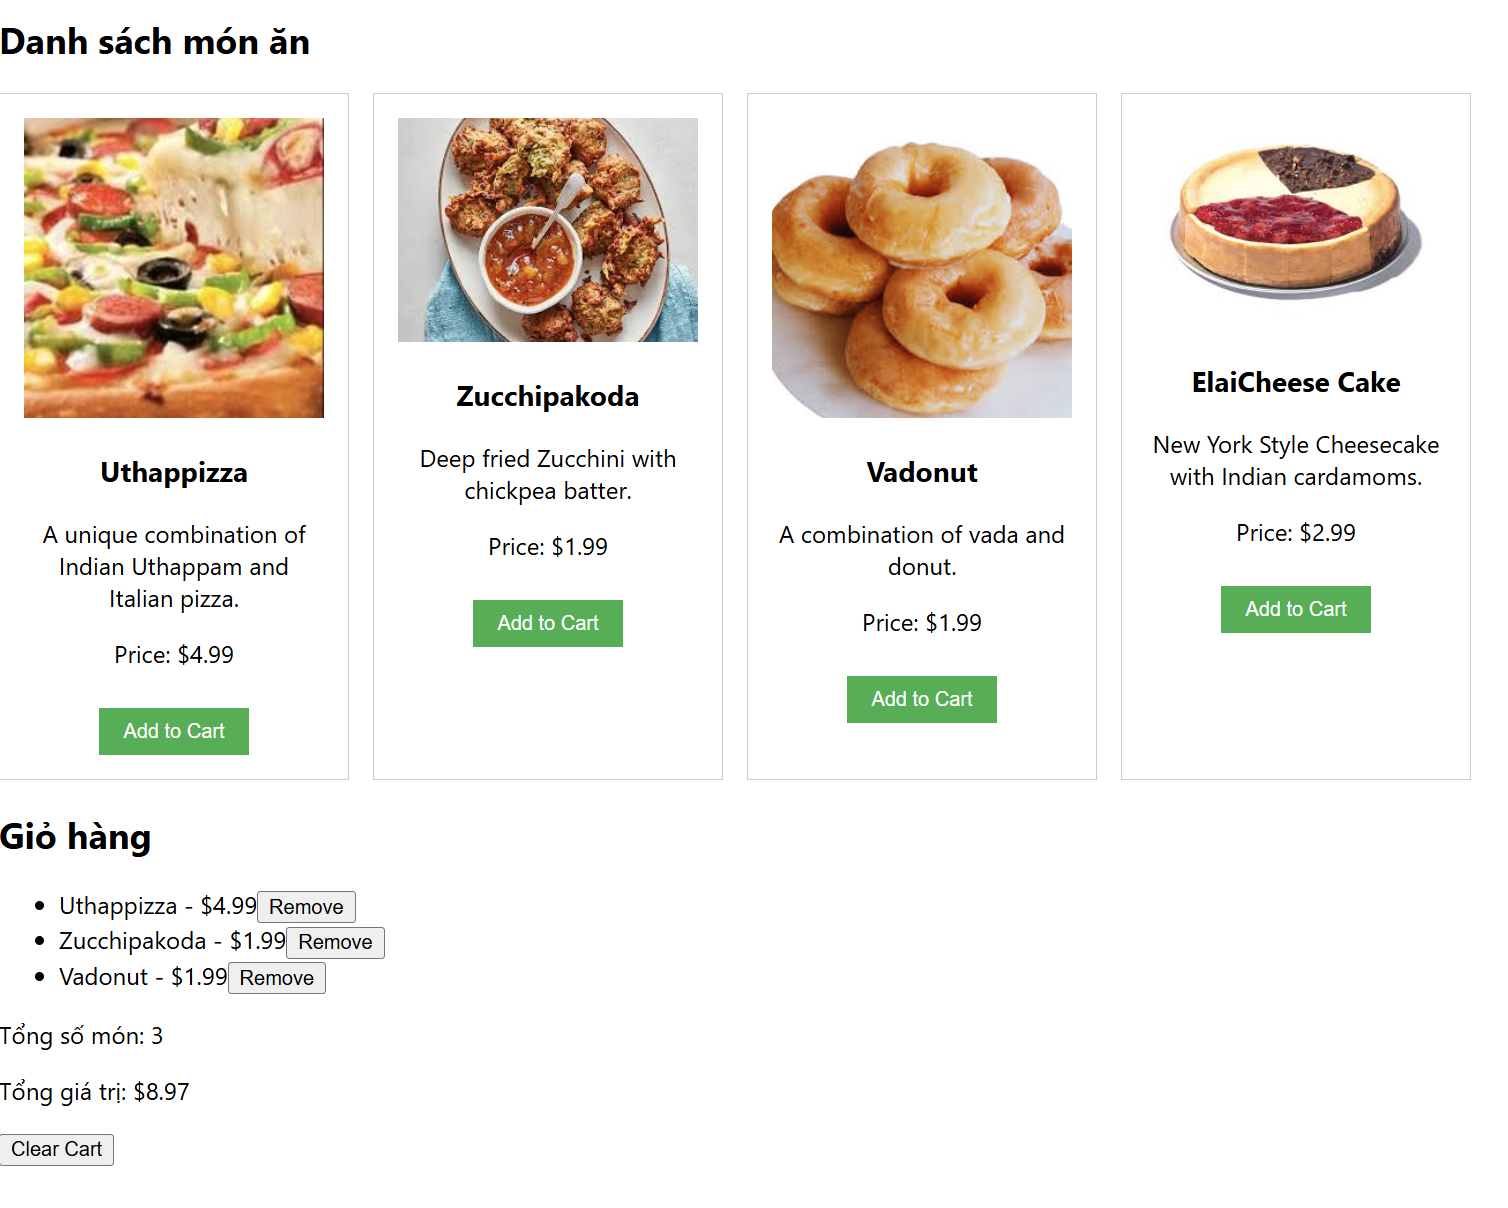 Danh sách món ăn
Uthappizza
A unique combination of
Indian Uthappam and
Italian pizza.
Price: $4.99
Add to Cart
Zucchipakoda
Deep fried Zucchini with
chickpea batter.
Price: $1.99
Add to Cart
Vadonut
A combination of vada and
donut.
Price: $1.99
Add to Cart
ElaiCheese Cake
New York Style Cheesecake
with Indian cardamoms.
Price: $2.99
Add to Cart
Giỏ hàng
Uthappizza - $4.99 Remove
Zucchipakoda - $1.99 Remove
Vadonut - $1.99 Remove
Tổng số món: 3
Tổng giá trị: $8.97
Clear Cart